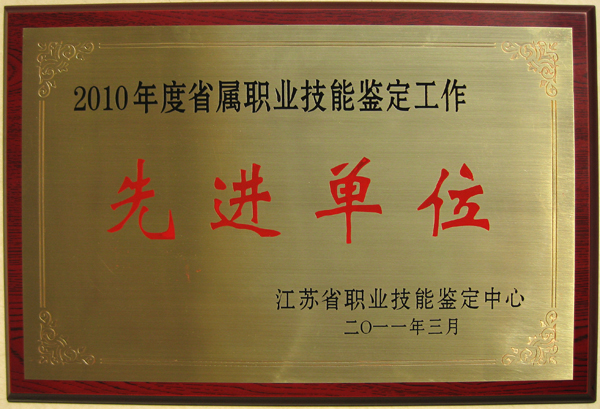 2010年度省属职业技能鉴定工作
先进单位
江苏省职业技能鉴定中心
二〇一一年三月